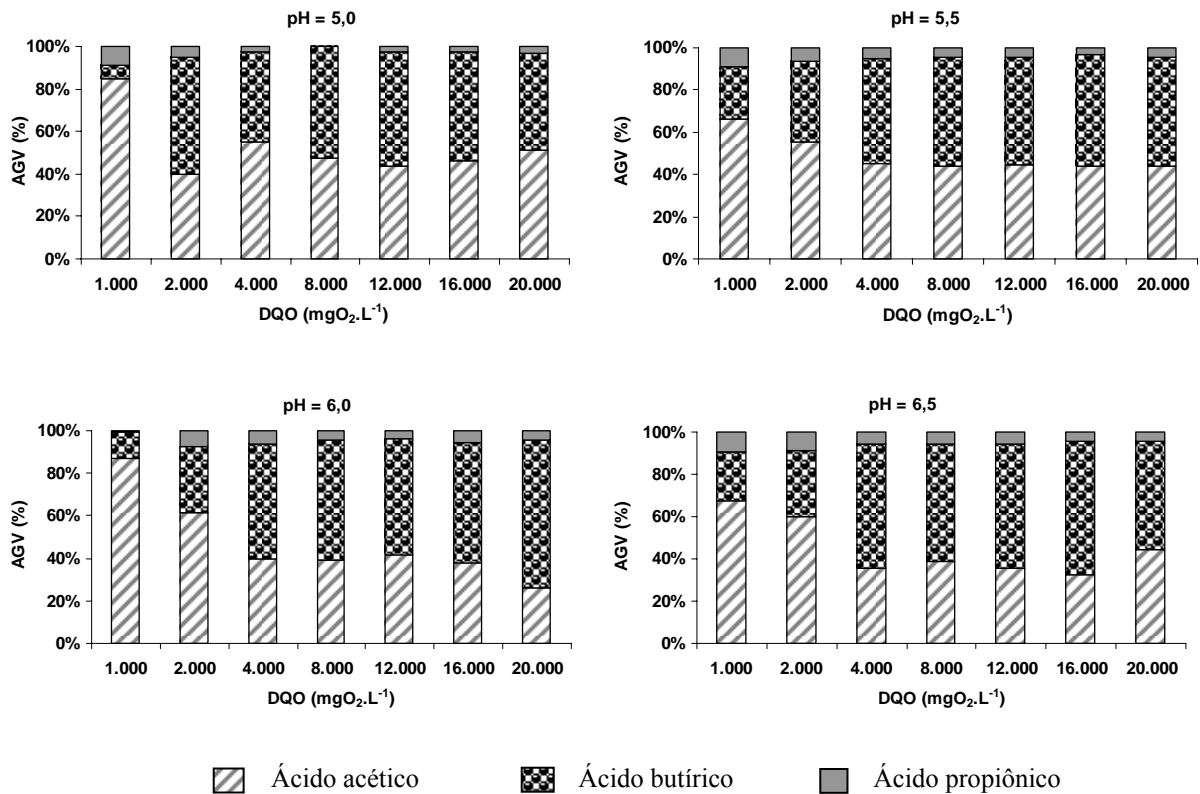 pH = 5,0
100%
80%
60%
40%
20%
0%
AGV (%)
1.000 2.000 4.000 8.000 12.000 16.000 20.000
DQO (mgO₂.L⁻¹)
pH = 5,5
100%
80%
60%
40%
20%
0%
AGV (%)
1.000 2.000 4.000 8.000 12.000 16.000 20.000
DQO (mgO₂.L⁻¹)
pH = 6,0
100%
80%
60%
40%
20%
0%
AGV (%)
1.000 2.000 4.000 8.000 12.000 16.000 20.000
DQO (mgO₂.L⁻¹)
pH = 6,5
100%
80%
60%
40%
20%
0%
AGV (%)
1.000 2.000 4.000 8.000 12.000 16.000 20.000
DQO (mgO₂.L⁻¹)
Ácido acético Ácido butírico Ácido propiônico